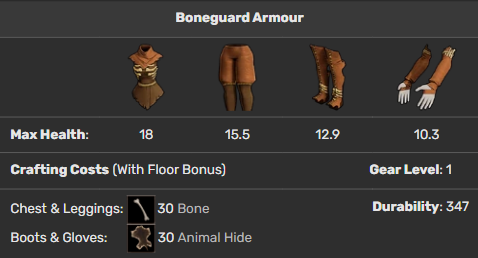 Boneguard Armour
Max Health: 18 15.5 12.9 10.3
Crafting Costs (With Floor Bonus) Gear Level: 1
Chest & Leggings: 30 Bone Durability: 347
Boots & Gloves: 30 Animal Hide